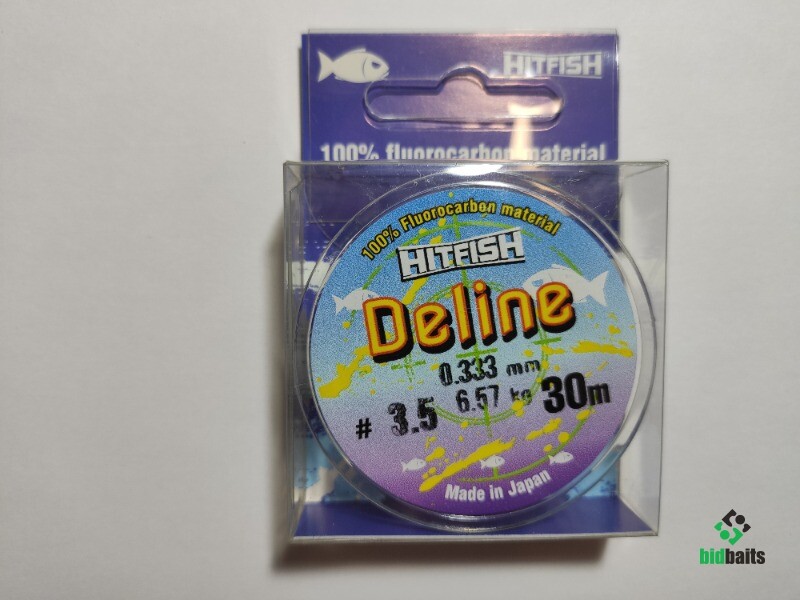 HITFISH
100% fluorocarbon material
100% Fluorocarbon material
HITFISH
Deline
0.333 mm
# 3.5 6.57 kg 30m
Made in Japan
bidbaits